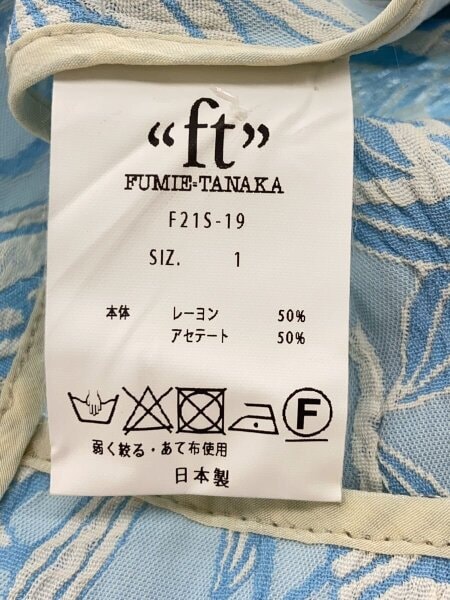 “ft”
FUMIE=TANAKA
F21S-19
SIZ. 1
本体 レーヨン 50%
アセテート 50%
F
弱く絞る・あて布使用
日本製